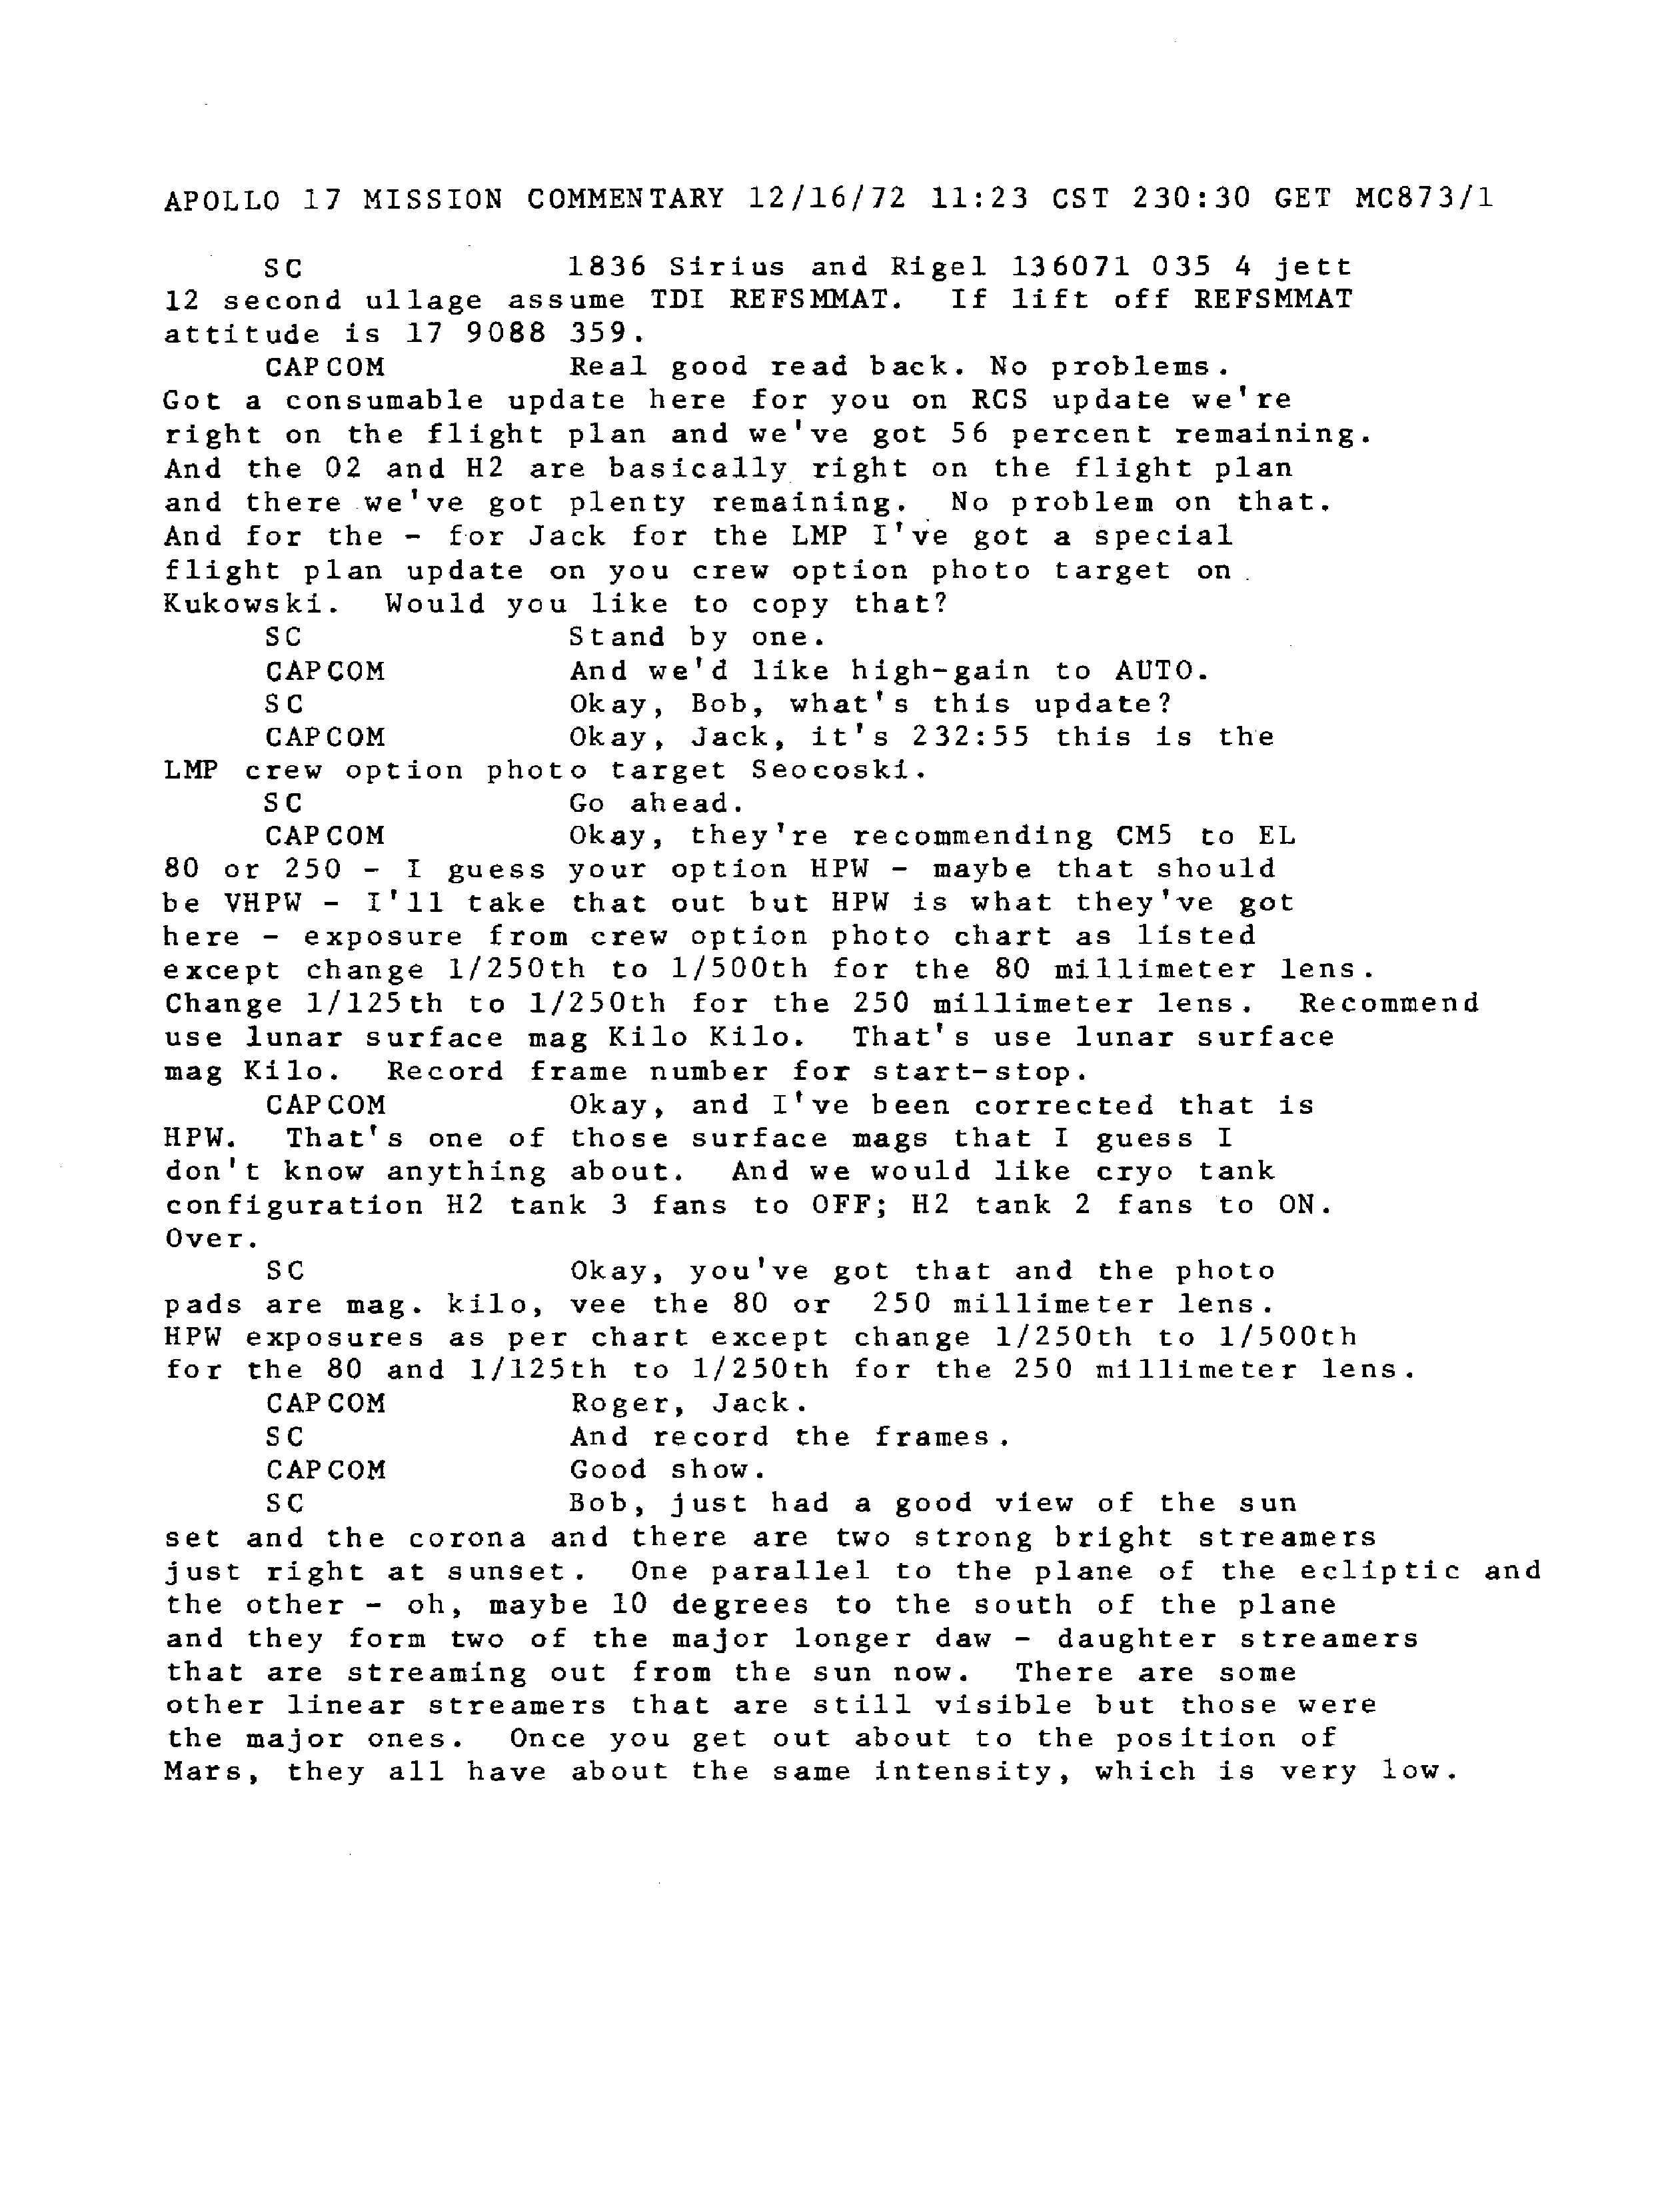 APOLLO 17 MISSION COMMENTARY 12/16/72 11:23 CST 230:30 GET MC873/1
SC 1836 Sirius and Rigel 136071 035 4 jett
12 second ullage assume TDI REFSMMAT. If lift off REFSMMAT
attitude is 17 9088 359.
CAPCOM Real good read back. No problems.
Got a consumable update here for you on RCS update we're
right on the flight plan and we've got 56 percent remaining.
And the O2 and H2 are basically right on the flight plan
and there we've got plenty remaining. No problem on that.
And for the - for Jack for the LMP I've got a special
flight plan update on you crew option photo target on
Kukowski. Would you like to copy that?
SC Stand by one.
CAPCOM And we'd like high-gain to AUTO.
SC Okay, Bob, what's this update?
CAPCOM Okay, Jack, it's 232:55 this is the
LMP crew option photo target Seocoski.
SC Go ahead.
CAPCOM Okay, they're recommending CM5 to EL
80 or 250 - I guess your option HPW - maybe that should
be VHPW - I'll take that out but HPW is what they've got
here - exposure from crew option photo chart as listed
except change 1/250th to 1/500th for the 80 millimeter lens.
Change 1/125th to 1/250th for the 250 millimeter lens. Recommend
use lunar surface mag Kilo Kilo. That's use lunar surface
mag Kilo. Record frame number for start-stop.
CAPCOM Okay, and I've been corrected that is
HPW. That's one of those surface mags that I guess I
don't know anything about. And we would like cryo tank
configuration H2 tank 3 fans to OFF; H2 tank 2 fans to ON.
Over.
SC Okay, you've got that and the photo
pads are mag. kilo, vee the 80 or 250 millimeter lens.
HPW exposures as per chart except change 1/250th to 1/500th
for the 80 and 1/125th to 1/250th for the 250 millimeter lens.
CAPCOM Roger, Jack.
SC And record the frames.
CAPCOM Good show.
SC Bob, just had a good view of the sun
set and the corona and there are two strong bright streamers
just right at sunset. One parallel to the plane of the ecliptic and
the other - oh, maybe 10 degrees to the south of the plane
and they form two of the major longer daw - daughter streamers
that are streaming out from the sun now. There are some
other linear streamers that are still visible but those were
the major ones. Once you get out about to the position of
Mars, they all have about the same intensity, which is very low.